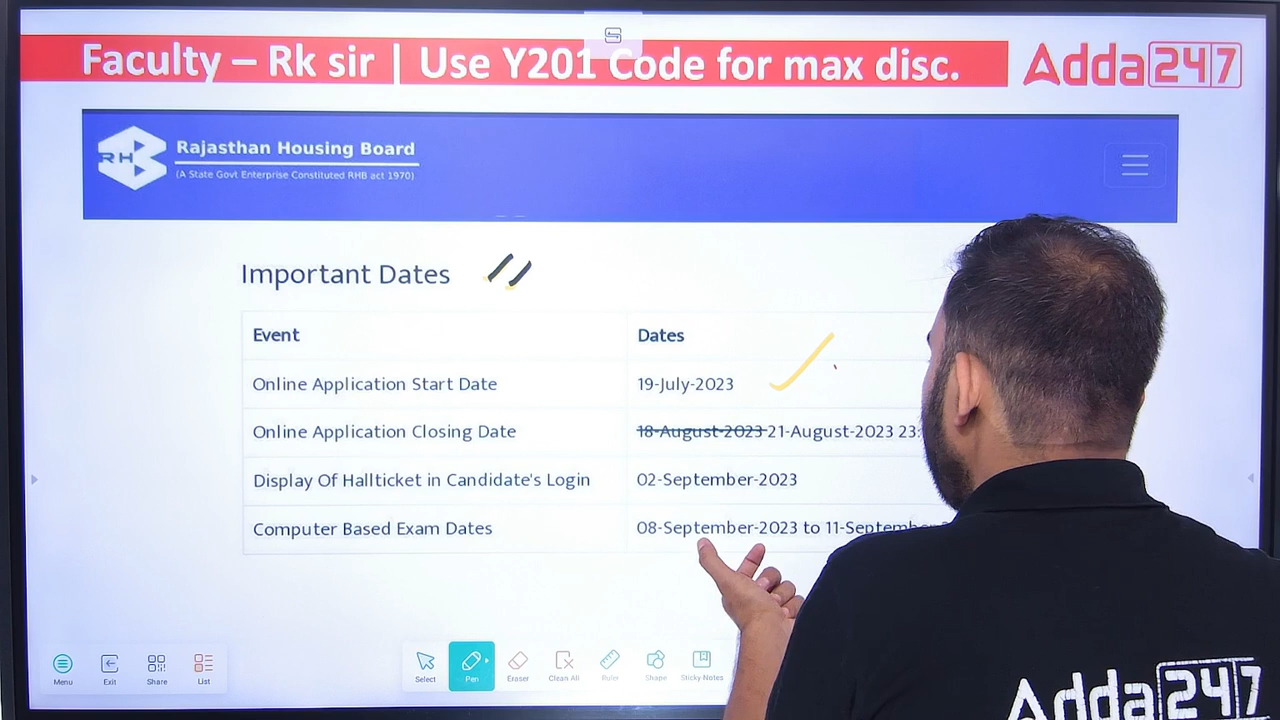 Faculty – Rk sir | Use Y201 Code for max disc.
Adda247
RHB
Rajasthan Housing Board
(A State Govt Enterprise Constituted RHB act 1970)
Important Dates
Event Dates
Online Application Start Date 19-July-2023
Online Application Closing Date 18-August-2023 21-August-2023 23:
Display Of Hallticket in Candidate's Login 02-September-2023
Computer Based Exam Dates 08-September-2023 to 11-September
Menu Exit Share List Select Pen Eraser Clean All Ruler Shape Sticky Notes
Adda247